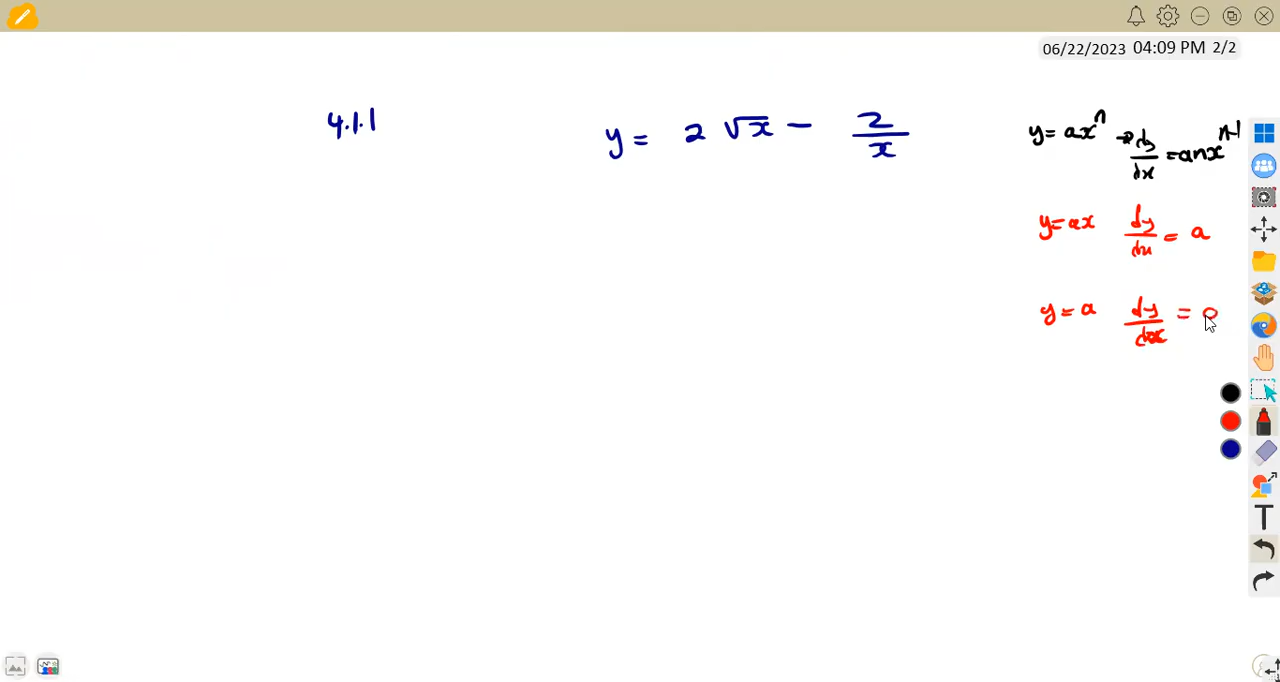 06/22/2023 04:09 PM 2/2
4.1.1
y = 2 √x − 2/x
y = ax^n → dy/dx = anx^(n-1)
y = ax dy/dx = a
y = a dy/dx = 0
T